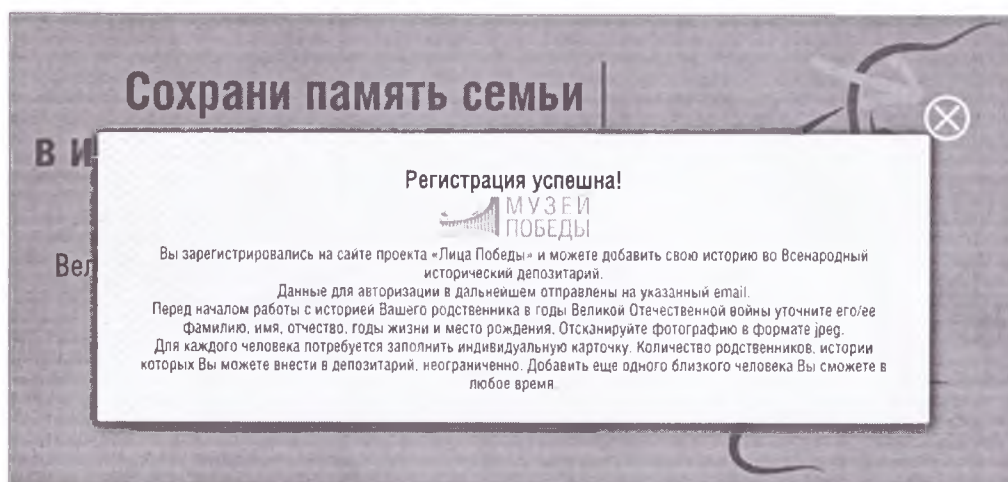 Сохрани память семьи
в и
Регистрация успешна!
МУЗЕЙ
ПОБЕДЫ
Вел
Вы зарегистрировались на сайте проекта «Лица Победы» и можете добавить свою историю во Всенародный
исторический депозитарий.
Данные для авторизации в дальнейшем отправлены на указанный email.
Перед началом работы с историей Вашего родственника в годы Великой Отечественной войны уточните его/ее
фамилию, имя, отчество, годы жизни и место рождения. Отсканируйте фотографию в формате jpeg.
Для каждого человека потребуется заполнить индивидуальную карточку. Количество родственников, истории
которых Вы можете внести в депозитарий, неограниченно. Добавить еще одного близкого человека Вы сможете в
любое время.